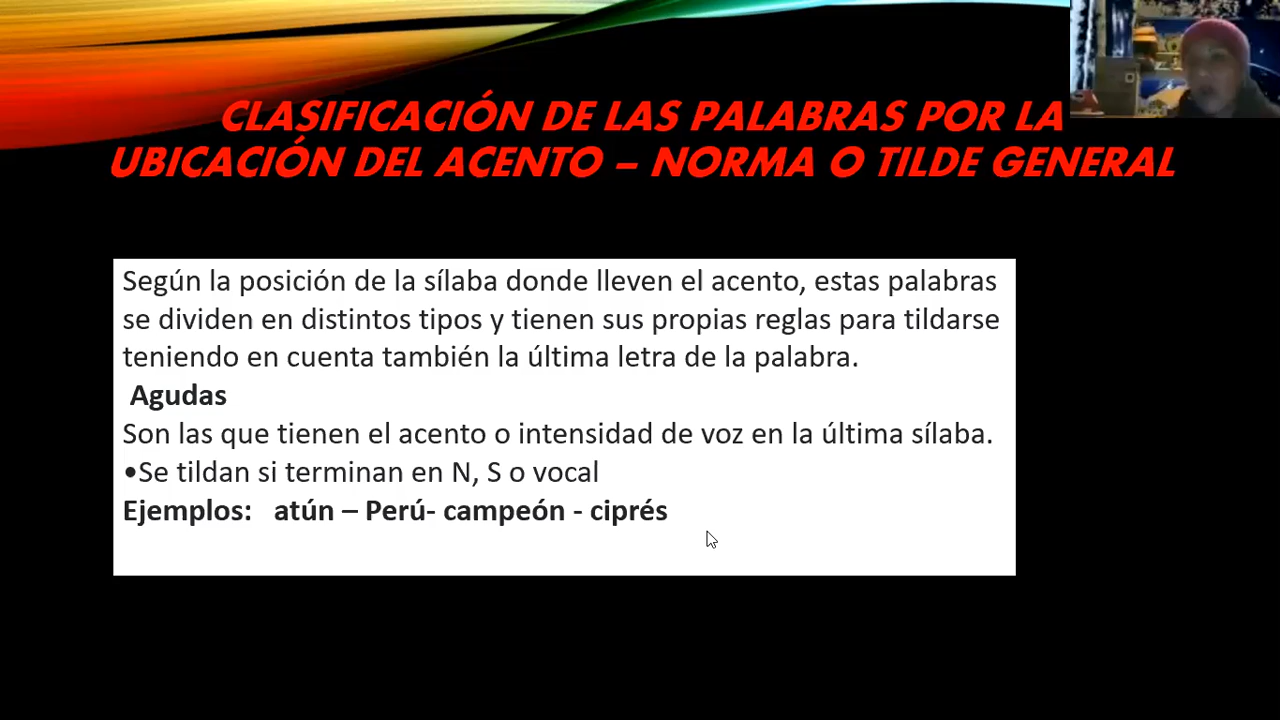 CLASIFICACIÓN DE LAS PALABRAS POR LA
UBICACIÓN DEL ACENTO – NORMA O TILDE GENERAL
Según la posición de la sílaba donde lleven el acento, estas palabras
se dividen en distintos tipos y tienen sus propias reglas para tildarse
teniendo en cuenta también la última letra de la palabra.
Agudas
Son las que tienen el acento o intensidad de voz en la última sílaba.
•Se tildan si terminan en N, S o vocal
Ejemplos: atún – Perú- campeón - ciprés